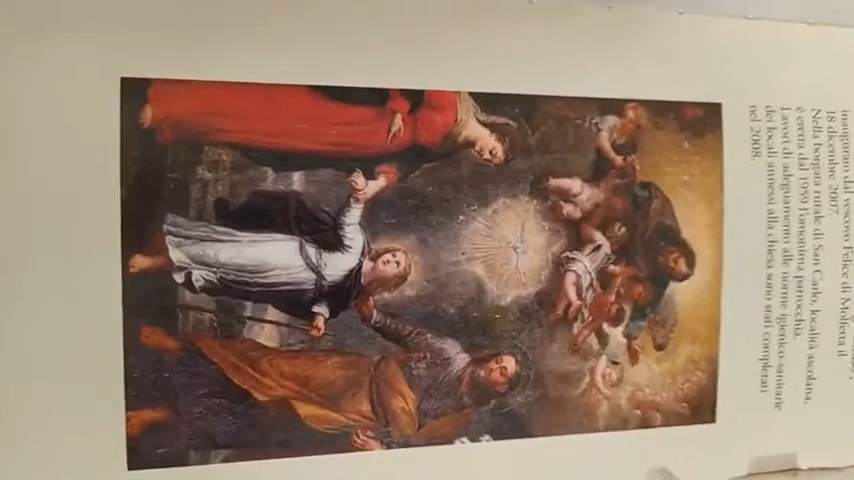 inaugurato dal vescovo Felice di Molfetta il
18 dicembre 2007.
Nella borgata rurale di San Carlo, località ascolana,
è eretta dal 1959 l'omonima parrocchia.
Lavori di adeguamento alle norme igienico-sanitarie
dei locali annessi alla chiesa sono stati completati
nel 2008.